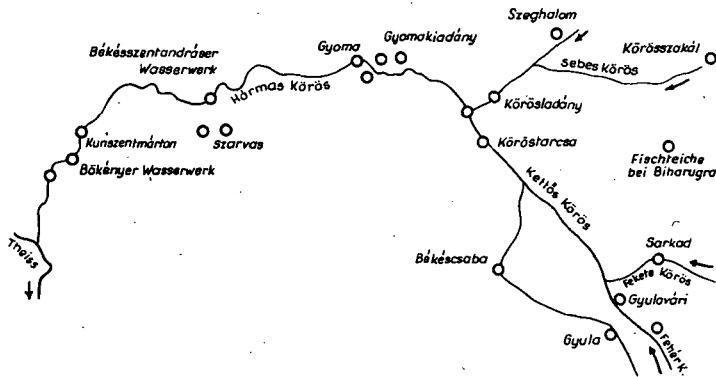 Szeghalom
Gyomakiadány
Gyoma
Békésszentandráser
Wasserwerk
Körösszakál
Sebes Körös
Hármas Körös
Körösladány
Kunszentmárton
Szarvas
Köröstarcsa
Fischteiche
bei Biharugra
Bökényer Wasserwerk
Kettős Körös
Theiss
Sarkad
Békéscsaba
Fekete Körös
Gyulavári
Gyula
Fehér K.